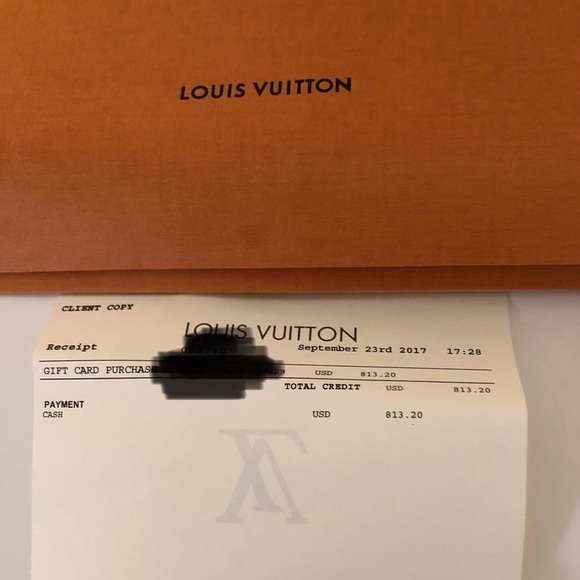 LOUIS VUITTON
CLIENT COPY
LOUIS VUITTON
Receipt September 23rd 2017 17:28
GIFT CARD PURCHASE USD 813.20
TOTAL CREDIT USD 813.20
PAYMENT
CASH USD 813.20